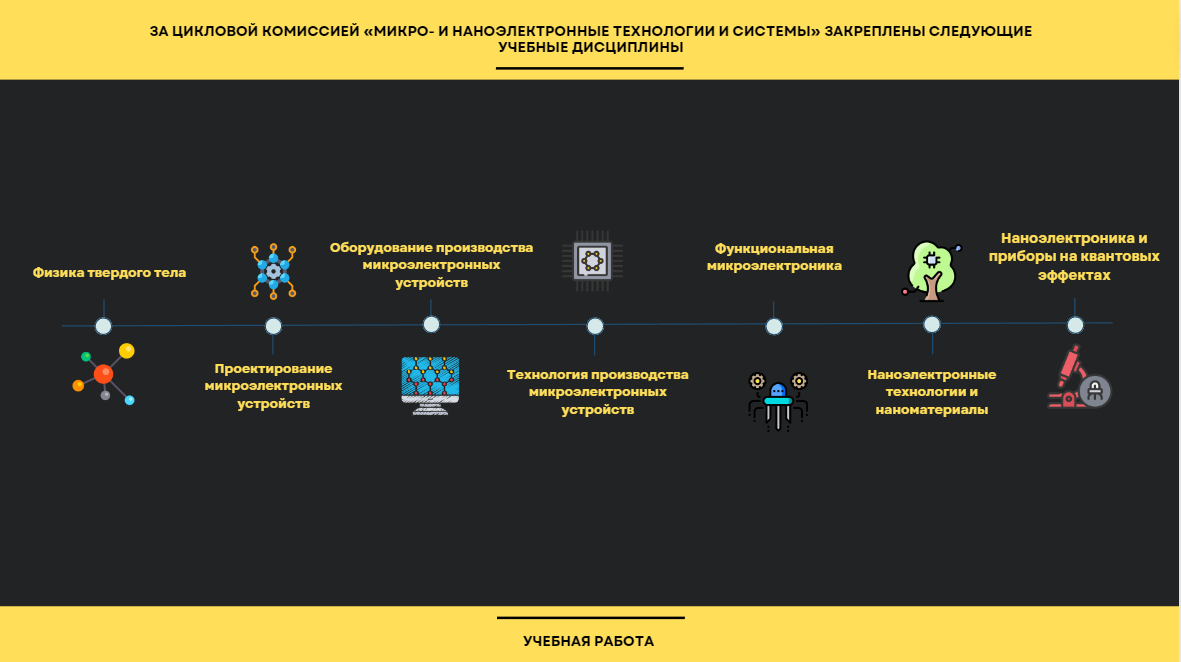 ЗА ЦИКЛОВОЙ КОМИССИЕЙ «МИКРО- И НАНОЭЛЕКТРОННЫЕ ТЕХНОЛОГИИ И СИСТЕМЫ» ЗАКРЕПЛЕНЫ СЛЕДУЮЩИЕ
УЧЕБНЫЕ ДИСЦИПЛИНЫ
Физика твердого тела
Проектирование
микроэлектронных
устройств
Оборудование производства
микроэлектронных
устройств
Технология производства
микроэлектронных
устройств
Функциональная
микроэлектроника
Наноэлектронные
технологии и
наноматериалы
Наноэлектроника и
приборы на квантовых
эффектах
УЧЕБНАЯ РАБОТА